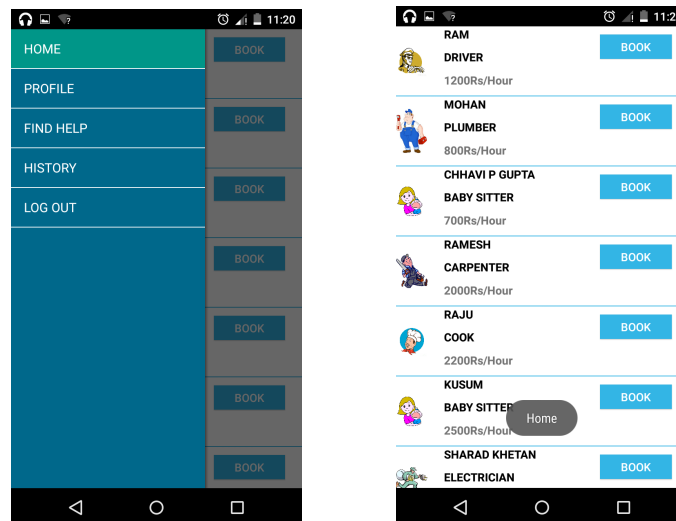 11:20
HOME
BOOK
PROFILE
BOOK
FIND HELP
HISTORY
BOOK
LOG OUT
BOOK
BOOK
BOOK
BOOK
11:2
RAM
DRIVER
1200Rs/Hour
BOOK
MOHAN
PLUMBER
800Rs/Hour
BOOK
CHHAVI P GUPTA
BABY SITTER
700Rs/Hour
BOOK
RAMESH
CARPENTER
2000Rs/Hour
BOOK
RAJU
COOK
2200Rs/Hour
BOOK
KUSUM
BABY SITTER
2500Rs/Hour
BOOK
Home
SHARAD KHETAN
ELECTRICIAN
BOOK